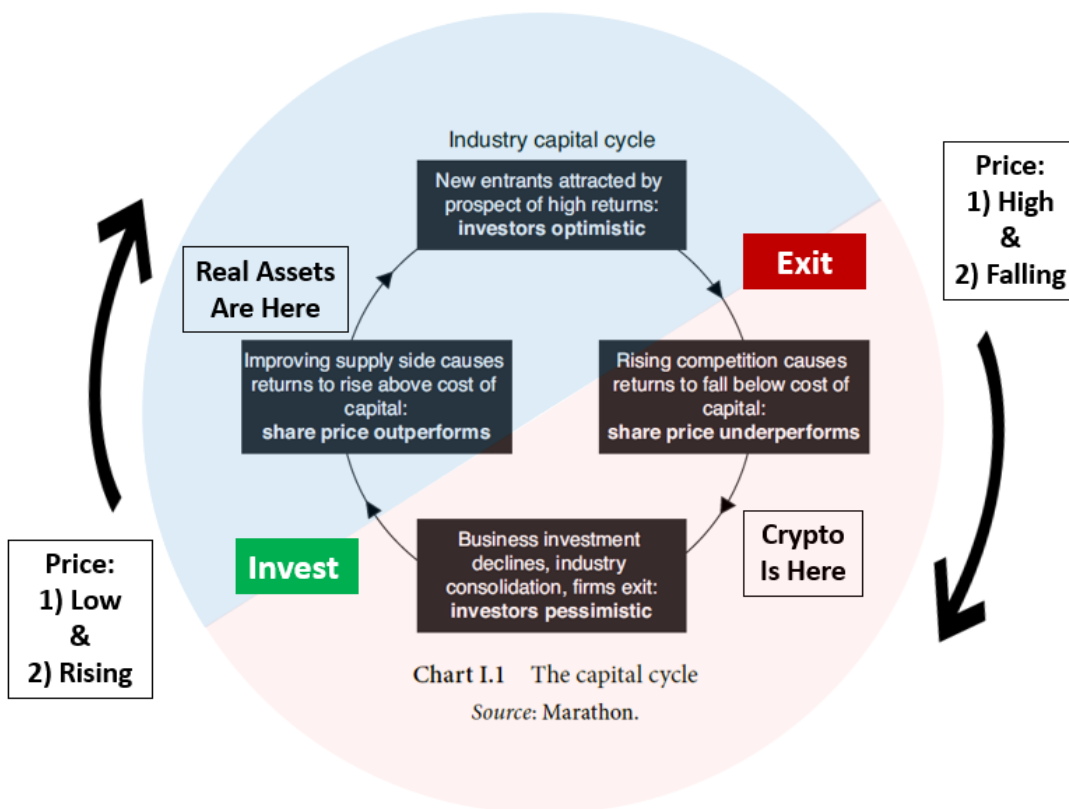 Industry capital cycle
New entrants attracted by
prospect of high returns:
investors optimistic
Price:
1) High
&
2) Falling
Exit
Real Assets
Are Here
Improving supply side causes
returns to rise above cost of
capital:
share price outperforms
Rising competition causes
returns to fall below cost of
capital:
share price underperforms
Price:
1) Low
&
2) Rising
Invest
Business investment
declines, industry
consolidation, firms exit:
investors pessimistic
Crypto
Is Here
Chart I.1 The capital cycle
Source: Marathon.